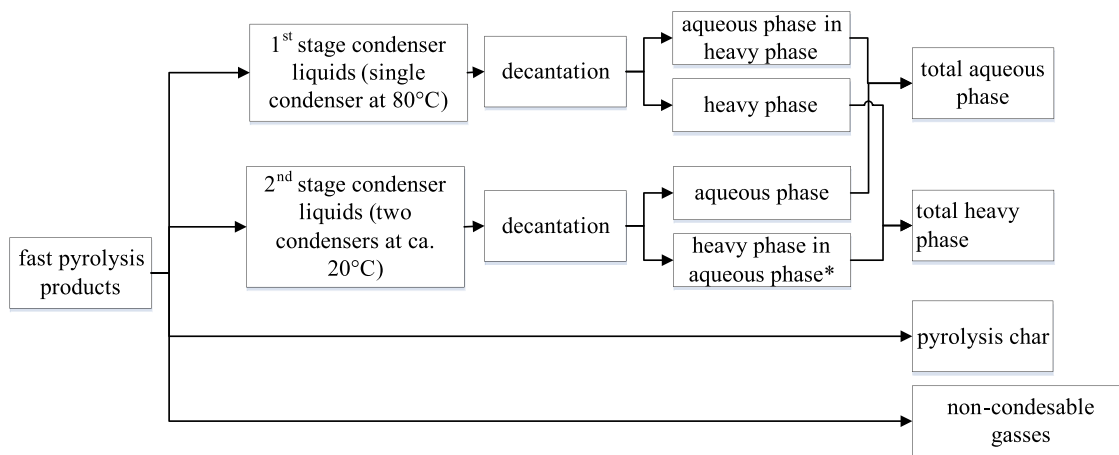 fast pyrolysis
products
1st stage condenser
liquids (single
condenser at 80°C)
decantation
aqueous phase in
heavy phase
heavy phase
total aqueous
phase
2nd stage condenser
liquids (two
condensers at ca.
20°C)
decantation
aqueous phase
heavy phase in
aqueous phase*
total heavy
phase
pyrolysis char
non-condesable
gasses